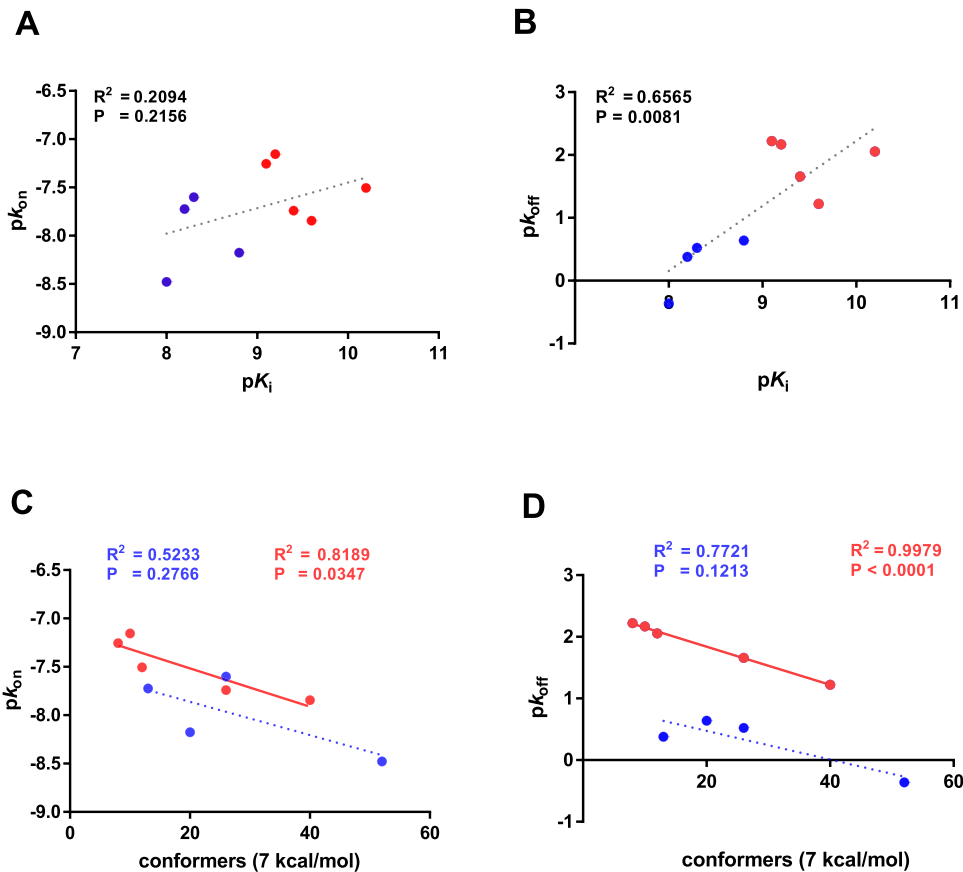 A
R² = 0.2094
P = 0.2156
-6.5
-7.0
-7.5
-8.0
-8.5
-9.0
pkon
7 8 9 10 11
pKi
B
R² = 0.6565
P = 0.0081
3
2
1
0
-1
pkoff
8 9 10 11
pKi
C
R² = 0.5233 R² = 0.8189
P = 0.2766 P = 0.0347
-6.5
-7.0
-7.5
-8.0
-8.5
-9.0
pkon
0 20 40 60
conformers (7 kcal/mol)
D
R² = 0.7721 R² = 0.9979
P = 0.1213 P < 0.0001
3
2
1
0
-1
pkoff
20 40 60
conformers (7 kcal/mol)